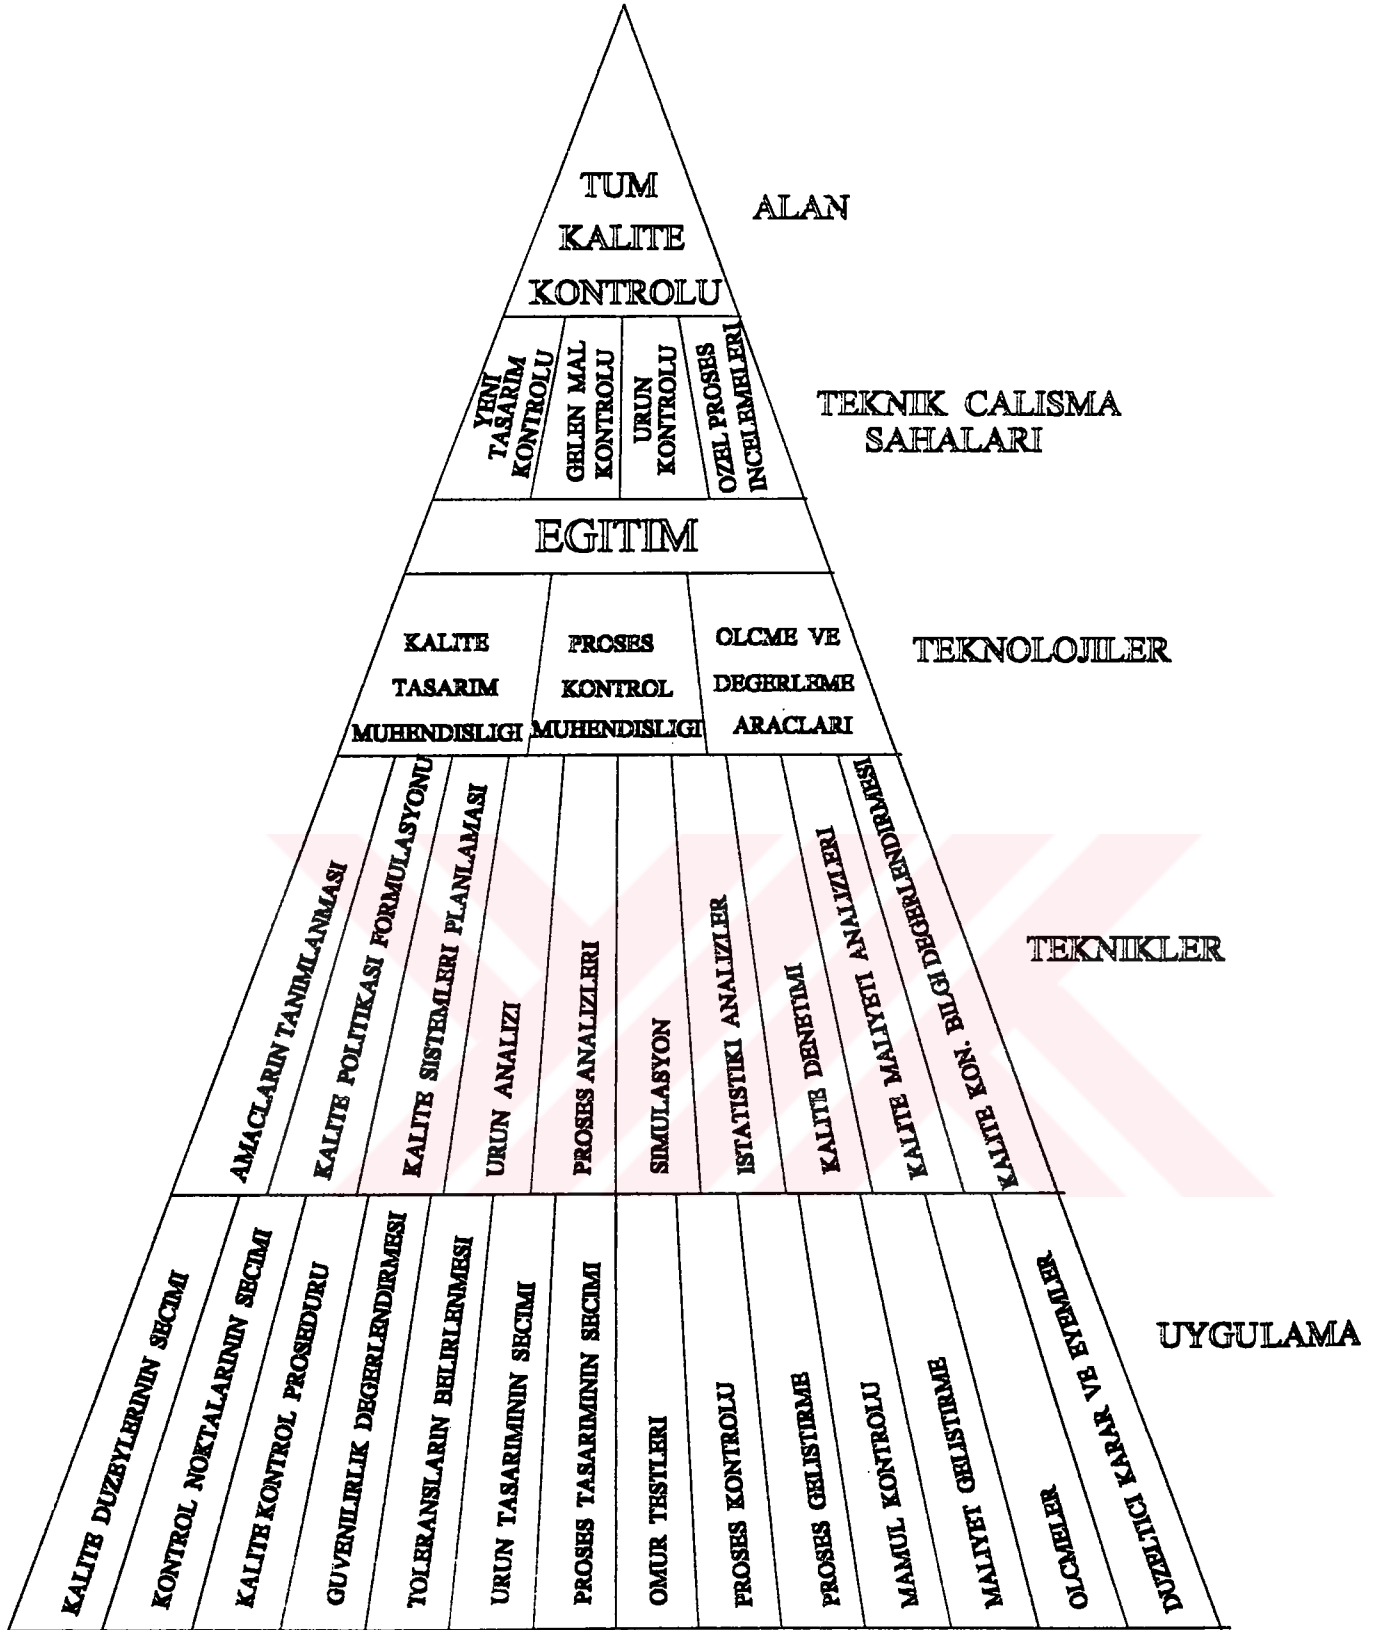 TUM
KALITE
KONTROLU
ALAN
YENI
TASARIM
KONTROLU
GELEN MAL
KONTROLU
URUN
KONTROLU
OZEL PROSES
INCELEMELERI
TEKNIK CALISMA
SAHALARI
EGITIM
KALITE
TASARIM
MUHENDISLIGI
PROSES
KONTROL
MUHENDISLIGI
OLCME VE
DEGERLEME
ARACLARI
TEKNOLOJILER
AMACLARIN TANIMLANMASI
KALITE POLITIKASI FORMULASYONU
KALITE SISTEMLERI PLANLAMASI
URUN ANALIZI
PROSES ANALIZLERI
SIMULASYON
ISTATISTIKI ANALIZLER
KALITE DENETIMI
KALITE MALIYETI ANALIZLERI
KALITE KON. BILGI DEGERLENDIRMESI
TEKNIKLER
KALITE DUZEYLERININ SECIMI
KONTROL NOKTALARININ SECIMI
KALITE KONTROL PROSEDURU
GUVENILIRLIK DEGERLENDIRMESI
TOLERANSLARIN BELIRLENMESI
URUN TASARIMININ SECIMI
PROSES TASARIMININ SECIMI
OMUR TESTLERI
PROSES KONTROLU
PROSES GELISTIRME
MAMUL KONTROLU
MALIYET GELISTIRME
OLCMELER
DUZELTICI KARAR VE EYEMLER
UYGULAMA